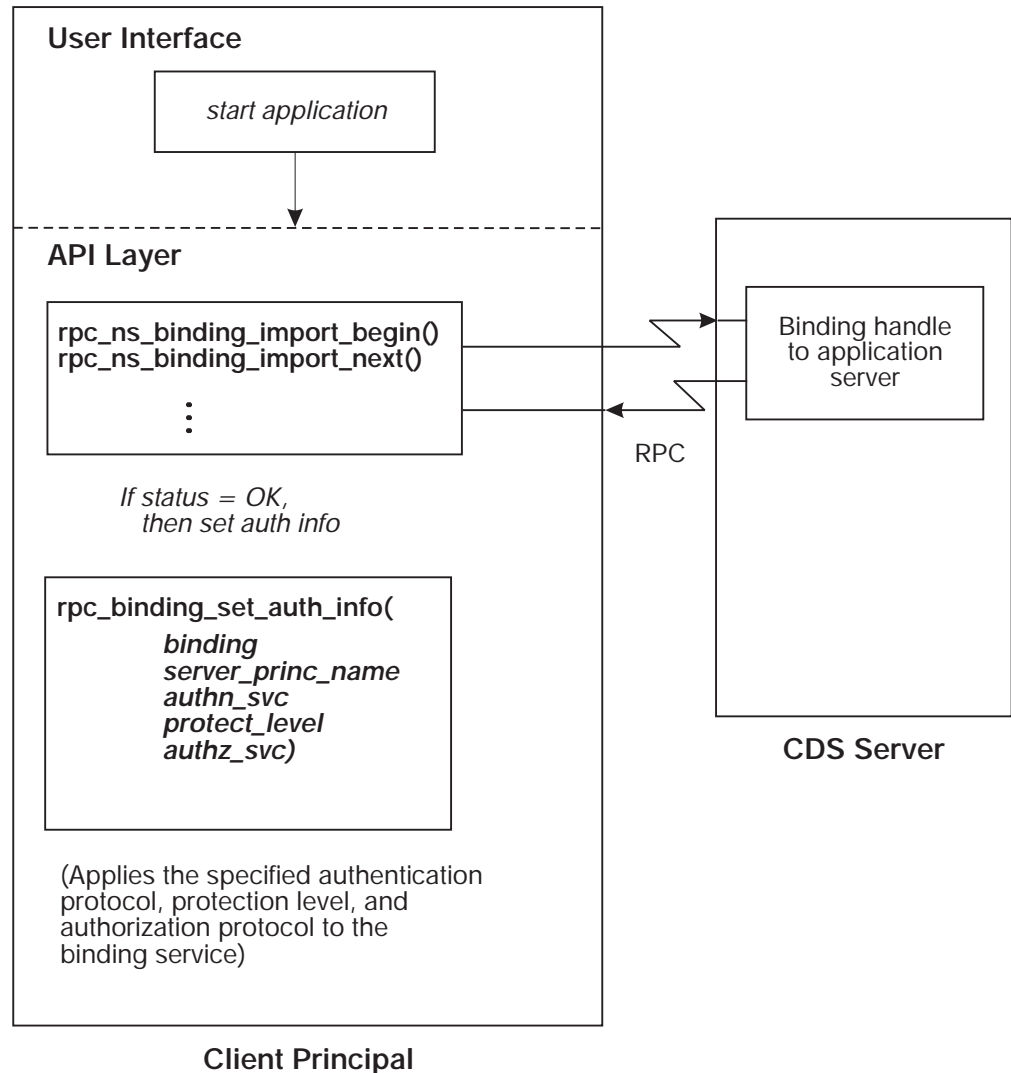 User Interface
start application
API Layer
rpc_ns_binding_import_begin()
rpc_ns_binding_import_next()
⋮
Binding handle
to application
server
RPC
If status = OK,
then set auth info
rpc_binding_set_auth_info(
binding
server_princ_name
authn_svc
protect_level
authz_svc)
CDS Server
(Applies the specified authentication
protocol, protection level, and
authorization protocol to the
binding service)
Client Principal